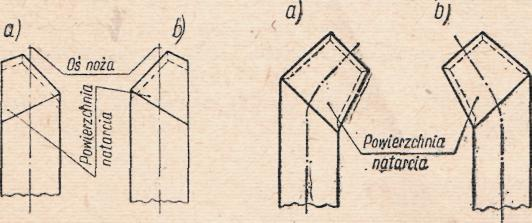 a)
b)
Oś noża
Powierzchnia
natarcia
a)
b)
Powierzchnia
natarcia